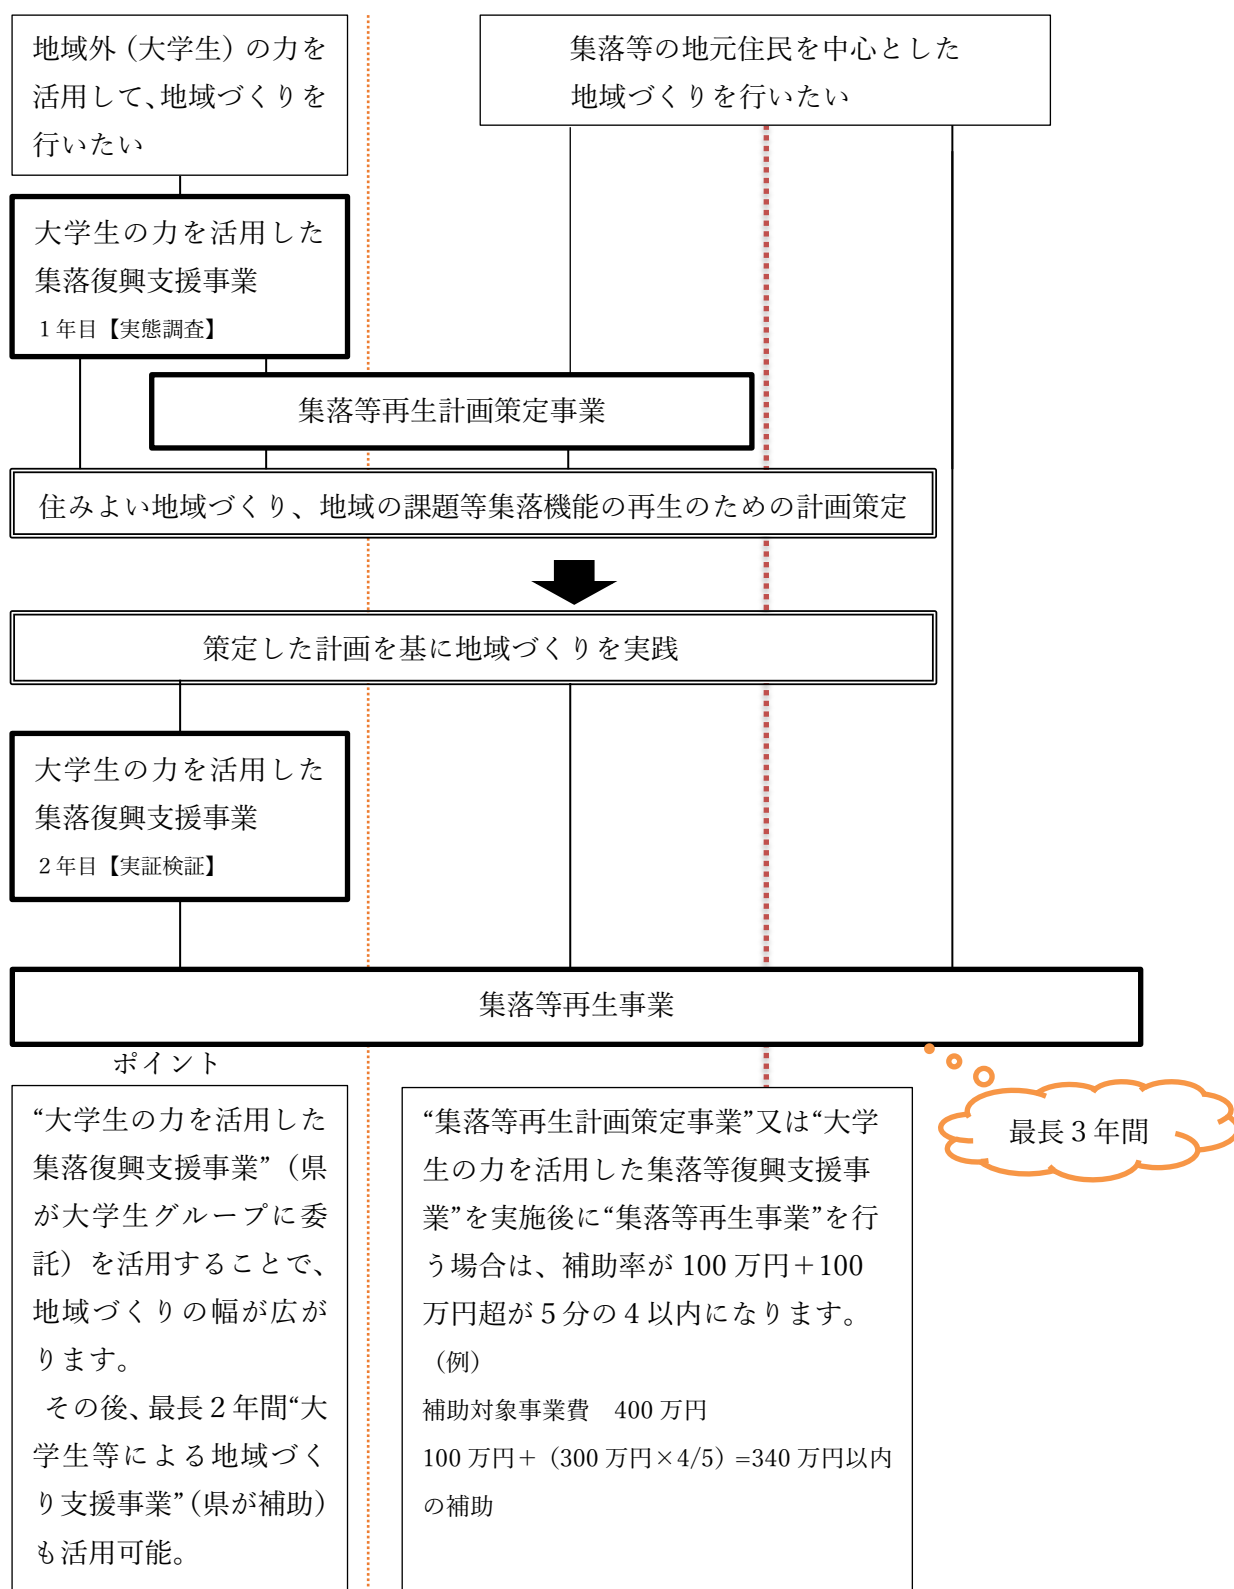 地域外（大学生）の力を
活用して、地域づくりを
行いたい
集落等の地元住民を中心とした
地域づくりを行いたい
大学生の力を活用した
集落復興支援事業
１年目【実態調査】
集落等再生計画策定事業
住みよい地域づくり、地域の課題等集落機能の再生のための計画策定
策定した計画を基に地域づくりを実践
大学生の力を活用した
集落復興支援事業
２年目【実証検証】
集落等再生事業
ポイント
“大学生の力を活用した
集落復興支援事業”（県
が大学生グループに委
託）を活用することで、
地域づくりの幅が広が
ります。
その後、最長２年間“大
学生等による地域づく
り支援事業”（県が補助）
も活用可能。
“集落等再生計画策定事業”又は“大学
生の力を活用した集落等復興支援事
業”を実施後に“集落等再生事業”を行
う場合は、補助率が 100 万円＋100
万円超が５分の４以内になります。
（例）
補助対象事業費　400 万円
100 万円＋（300 万円×4/5）=340 万円以内
の補助
最長３年間